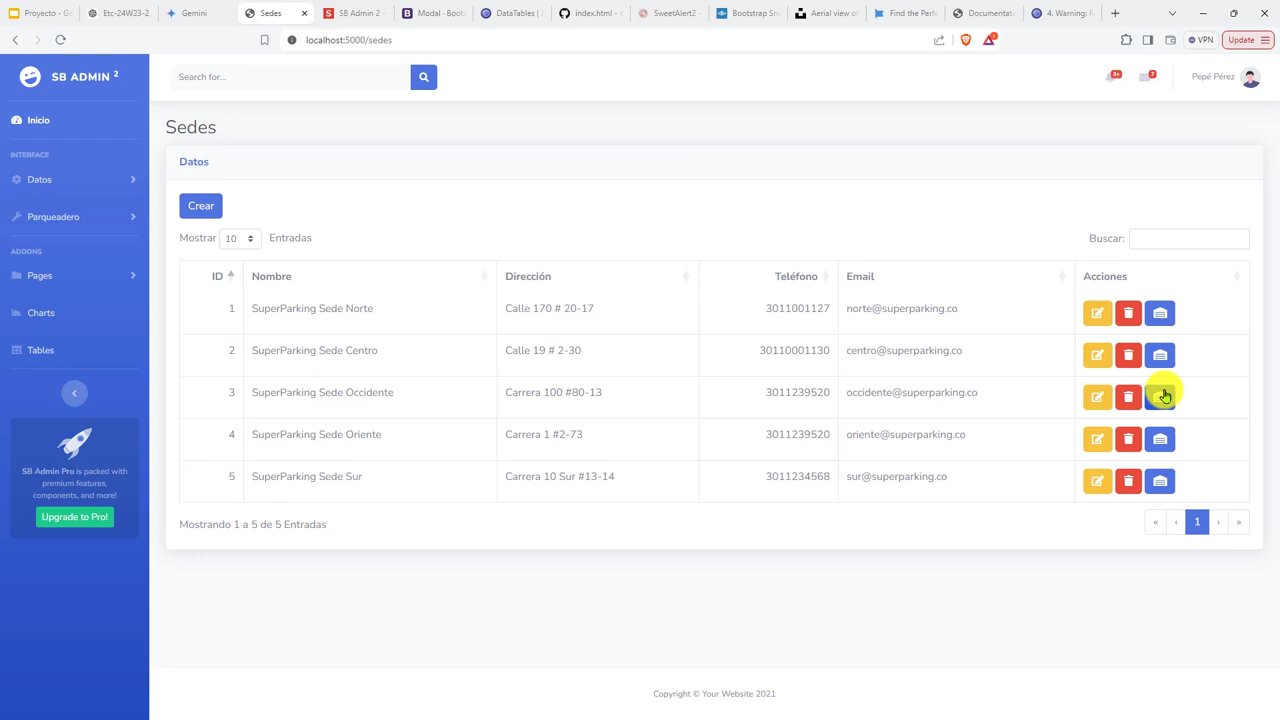 Proyecto - G
Etc-24W23-2
Gemini
Sedes
SB Admin 2 -
Modal · Boots
DataTables | J
index.html - s
SweetAlert2
Bootstrap Sni
Aerial view of
Find the Perfe
Documentati
4. Warning: R
localhost:5000/sedes
VPN
Update
SB ADMIN 2
Search for...
3+
7
Pepé Pérez
Inicio
INTERFACE
Datos
Parqueadero
ADDONS
Pages
Charts
Tables
SB Admin Pro is packed with
premium features,
components, and more!
Upgrade to Pro!
Sedes
Datos
Crear
Mostrar 10 Entradas
Buscar:
ID Nombre Dirección Teléfono Email Acciones
1 SuperParking Sede Norte Calle 170 # 20-17 3011001127 norte@superparking.co
2 SuperParking Sede Centro Calle 19 # 2-30 30110001130 centro@superparking.co
3 SuperParking Sede Occidente Carrera 100 #80-13 3011239520 occidente@superparking.co
4 SuperParking Sede Oriente Carrera 1 #2-73 3011239520 oriente@superparking.co
5 SuperParking Sede Sur Carrera 10 Sur #13-14 3011234568 sur@superparking.co
Mostrando 1 a 5 de 5 Entradas
« ‹ 1 › »
Copyright © Your Website 2021